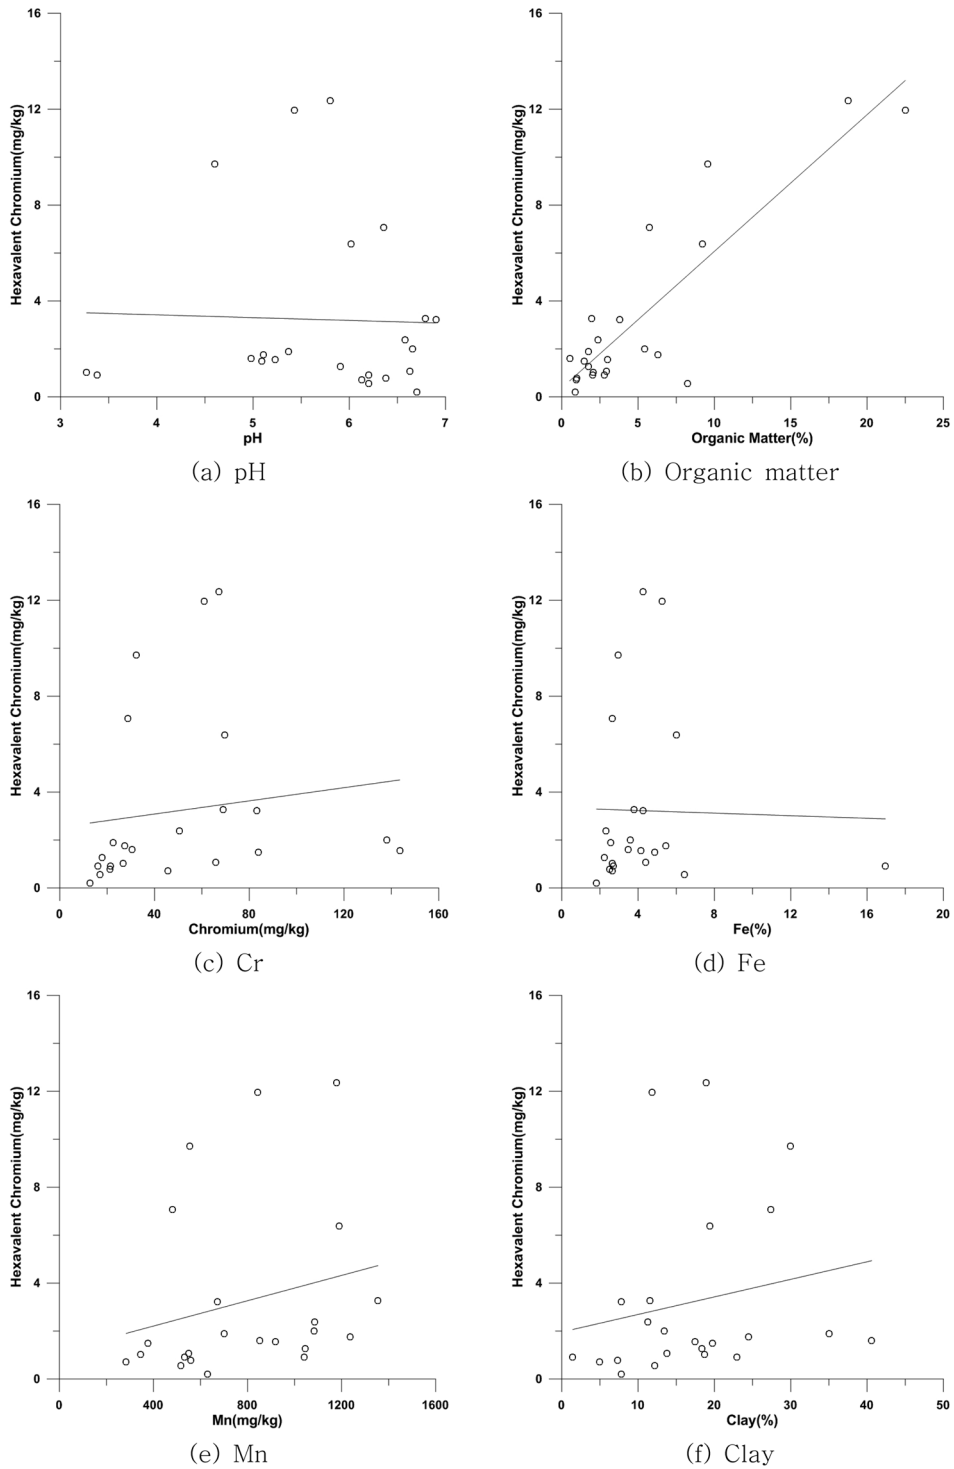 16
12
8
4
0
Hexavalent Chromium(mg/kg)
3 4 5 6 7
pH
(a) pH
16
12
8
4
0
Hexavalent Chromium(mg/kg)
0 5 10 15 20 25
Organic Matter(%)
(b) Organic matter
16
12
8
4
0
Hexavalent Chromium(mg/kg)
0 40 80 120 160
Chromium(mg/kg)
(c) Cr
16
12
8
4
0
Hexavalent Chromium(mg/kg)
0 4 8 12 16 20
Fe(%)
(d) Fe
16
12
8
4
0
Hexavalent Chromium(mg/kg)
0 400 800 1200 1600
Mn(mg/kg)
(e) Mn
16
12
8
4
0
Hexavalent Chromium(mg/kg)
0 10 20 30 40 50
Clay(%)
(f) Clay